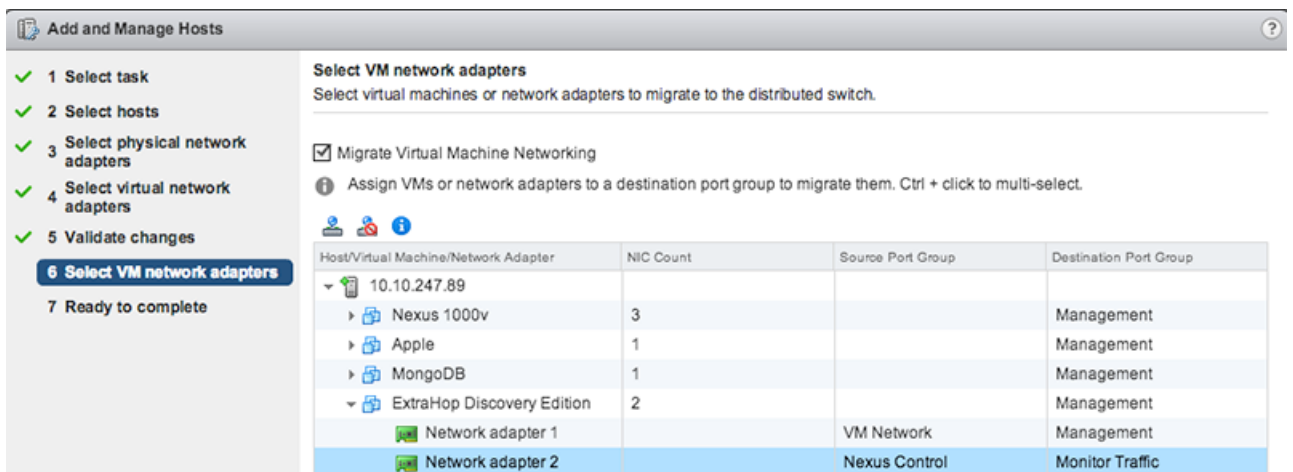 Add and Manage Hosts
?
1 Select task
2 Select hosts
3 Select physical network
adapters
4 Select virtual network
adapters
5 Validate changes
6 Select VM network adapters
7 Ready to complete
Select VM network adapters
Select virtual machines or network adapters to migrate to the distributed switch.
Migrate Virtual Machine Networking
Assign VMs or network adapters to a destination port group to migrate them. Ctrl + click to multi-select.
Host/Virtual Machine/Network Adapter NIC Count Source Port Group Destination Port Group
10.10.247.89
Nexus 1000v 3 Management
Apple 1 Management
MongoDB 1 Management
ExtraHop Discovery Edition 2 Management
Network adapter 1 VM Network Management
Network adapter 2 Nexus Control Monitor Traffic